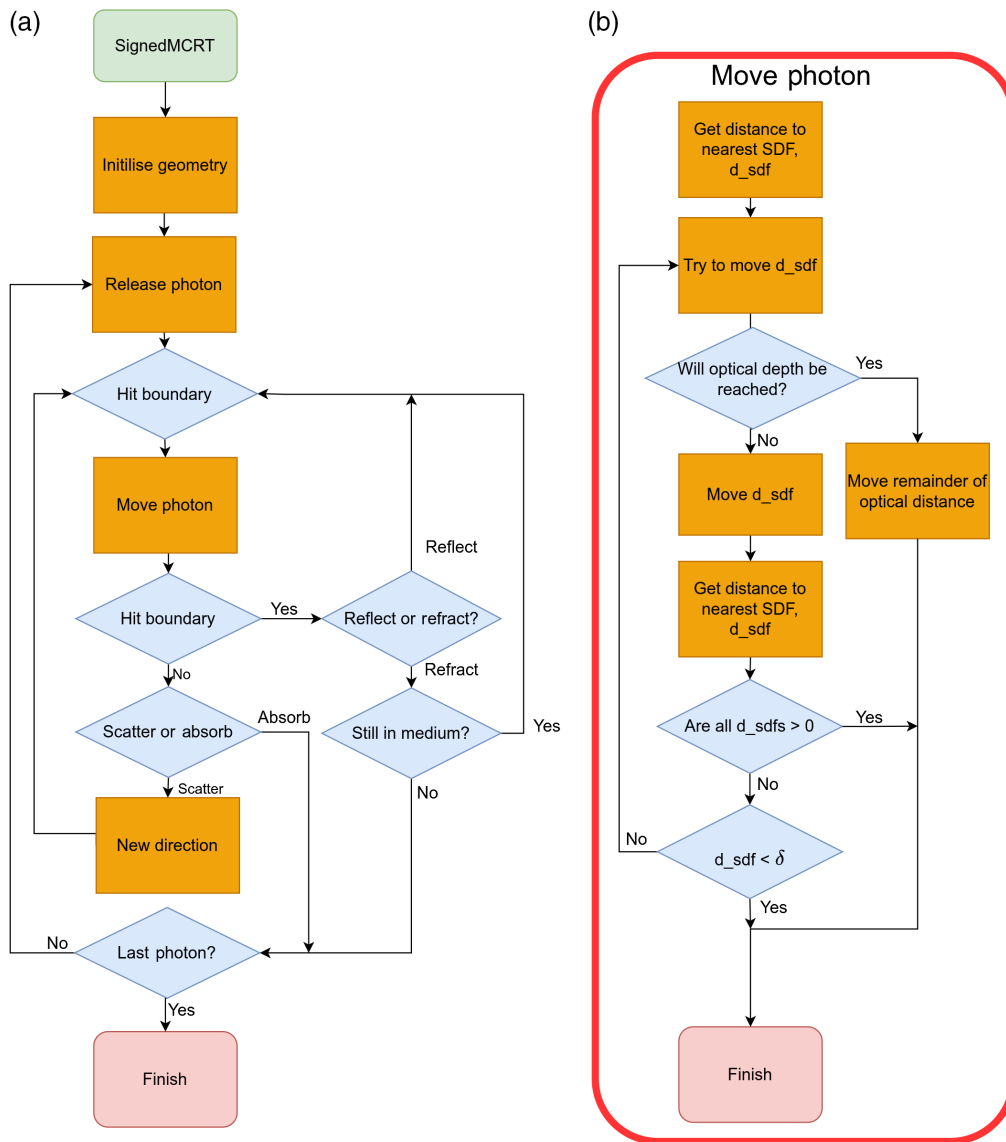 (a)
SignedMCRT
Initilise geometry
Release photon
Hit boundary
Move photon
Reflect
Hit boundary
Yes
Reflect or refract?
No
Refract
Scatter or absorb
Absorb
Still in medium?
Yes
Scatter
No
New direction
No
Last photon?
Yes
Finish
(b)
Move photon
Get distance to
nearest SDF,
d_sdf
Try to move d_sdf
Will optical depth be
reached?
Yes
No
Move d_sdf
Move remainder of
optical distance
Get distance to
nearest SDF,
d_sdf
Are all d_sdfs > 0
Yes
No
No
d_sdf < δ
Yes
Finish